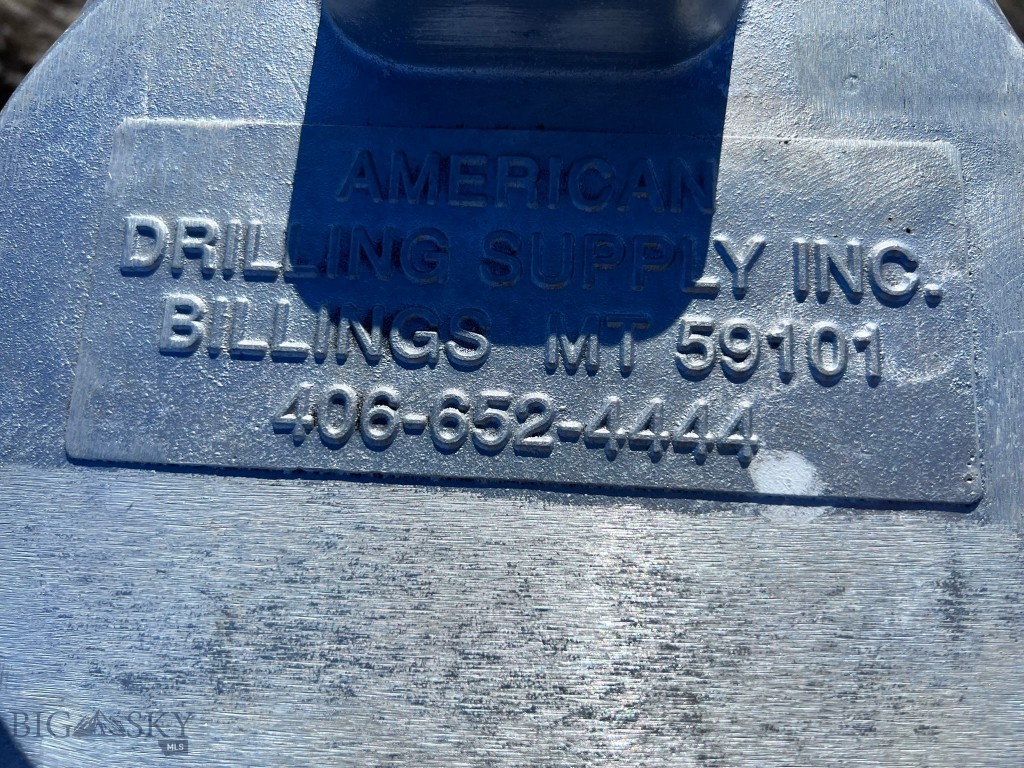 AMERICAN
DRILLING SUPPLY INC.
BILLINGS MT 59101
406-652-4444
BIG SKY
MLS